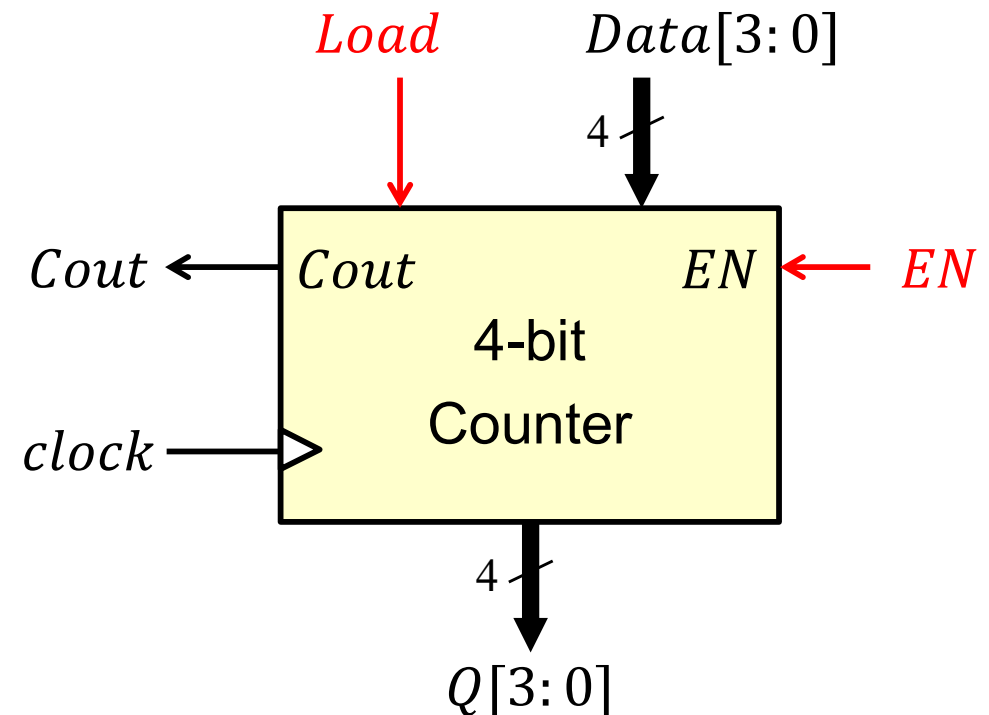 Load Data[3:0]
4
Cout Cout EN EN
4-bit
Counter
clock
4
Q[3:0]